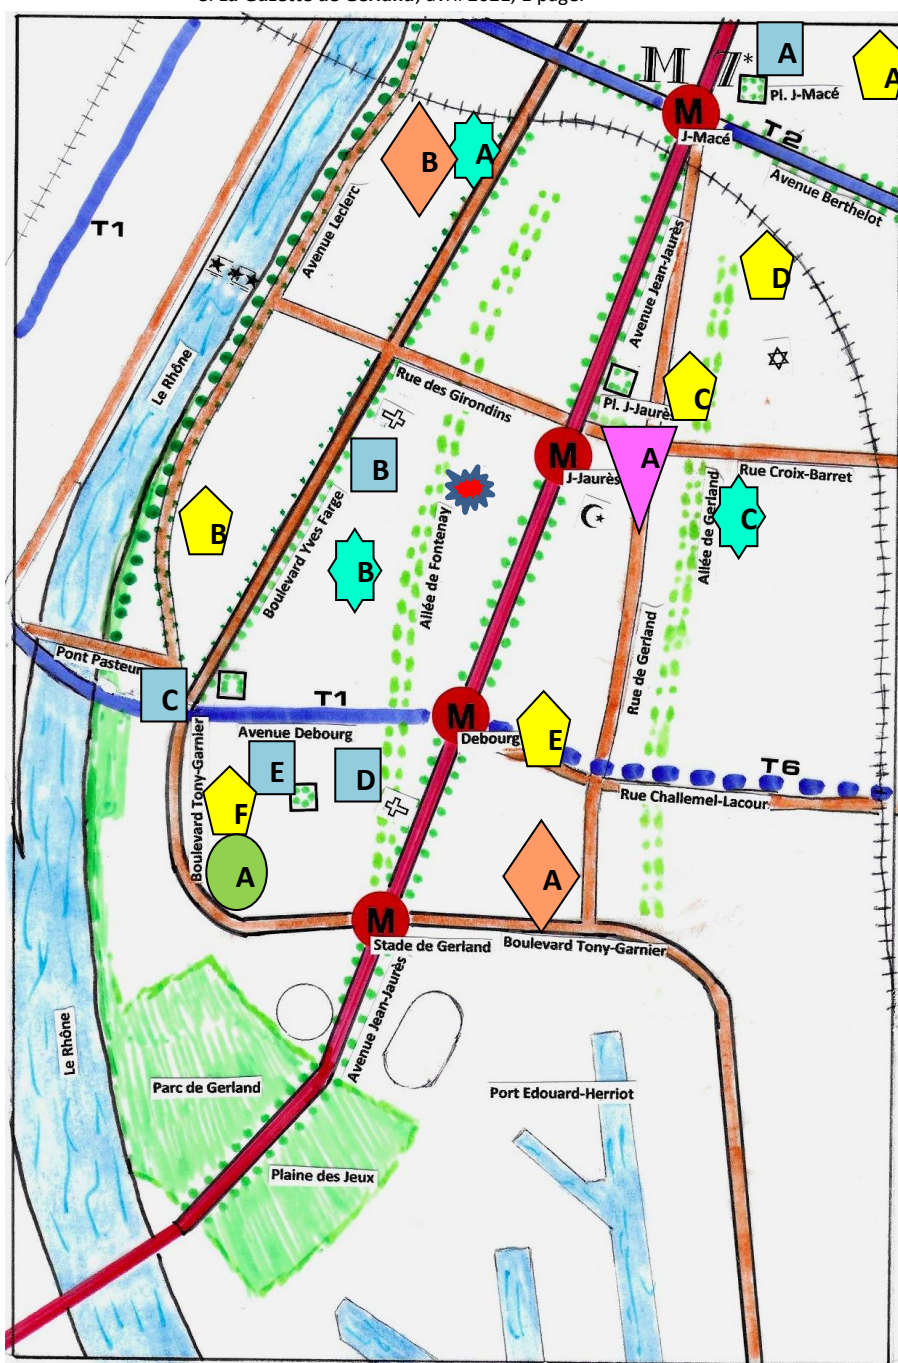 M 7*
A
A
M
Pl. J-Macé
J-Macé
T2
Avenue Berthelot
B
A
T1
Avenue Leclerc
Avenue Jean-Jaurès
D
Le Rhône
Rue des Girondins
Pl. J-Jaurès
C
M
J-Jaurès
A
Rue Croix-Barret
B
Allée de Gerland
C
B
Boulevard Yves Farge
B
Allée de Fontenay
Rue de Gerland
Pont Pasteur
C
T1
M
Avenue Debourg
Debourg
E
T6
E
D
F
Rue Challemel-Lacour
Boulevard Tony-Garnier
A
A
M
Stade de Gerland
Boulevard Tony-Garnier
Avenue Jean-Jaurès
Le Rhône
Parc de Gerland
Port Edouard-Herriot
Plaine des Jeux